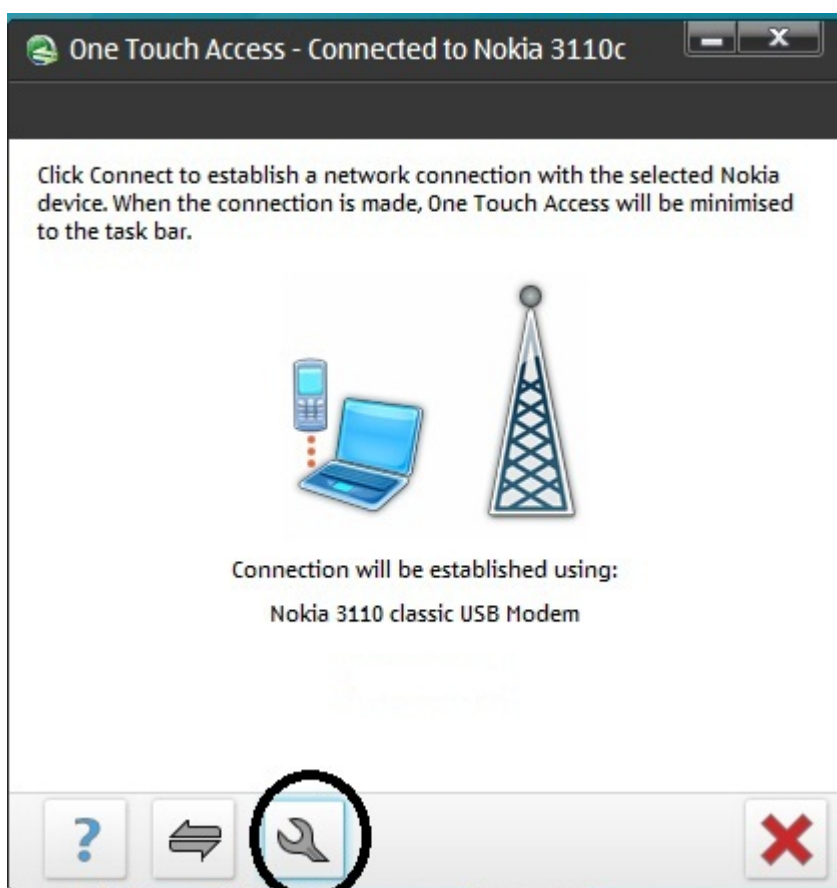 One Touch Access - Connected to Nokia 3110c
Click Connect to establish a network connection with the selected Nokia
device. When the connection is made, One Touch Access will be minimised
to the task bar.
Connection will be established using:
Nokia 3110 classic USB Modem
?